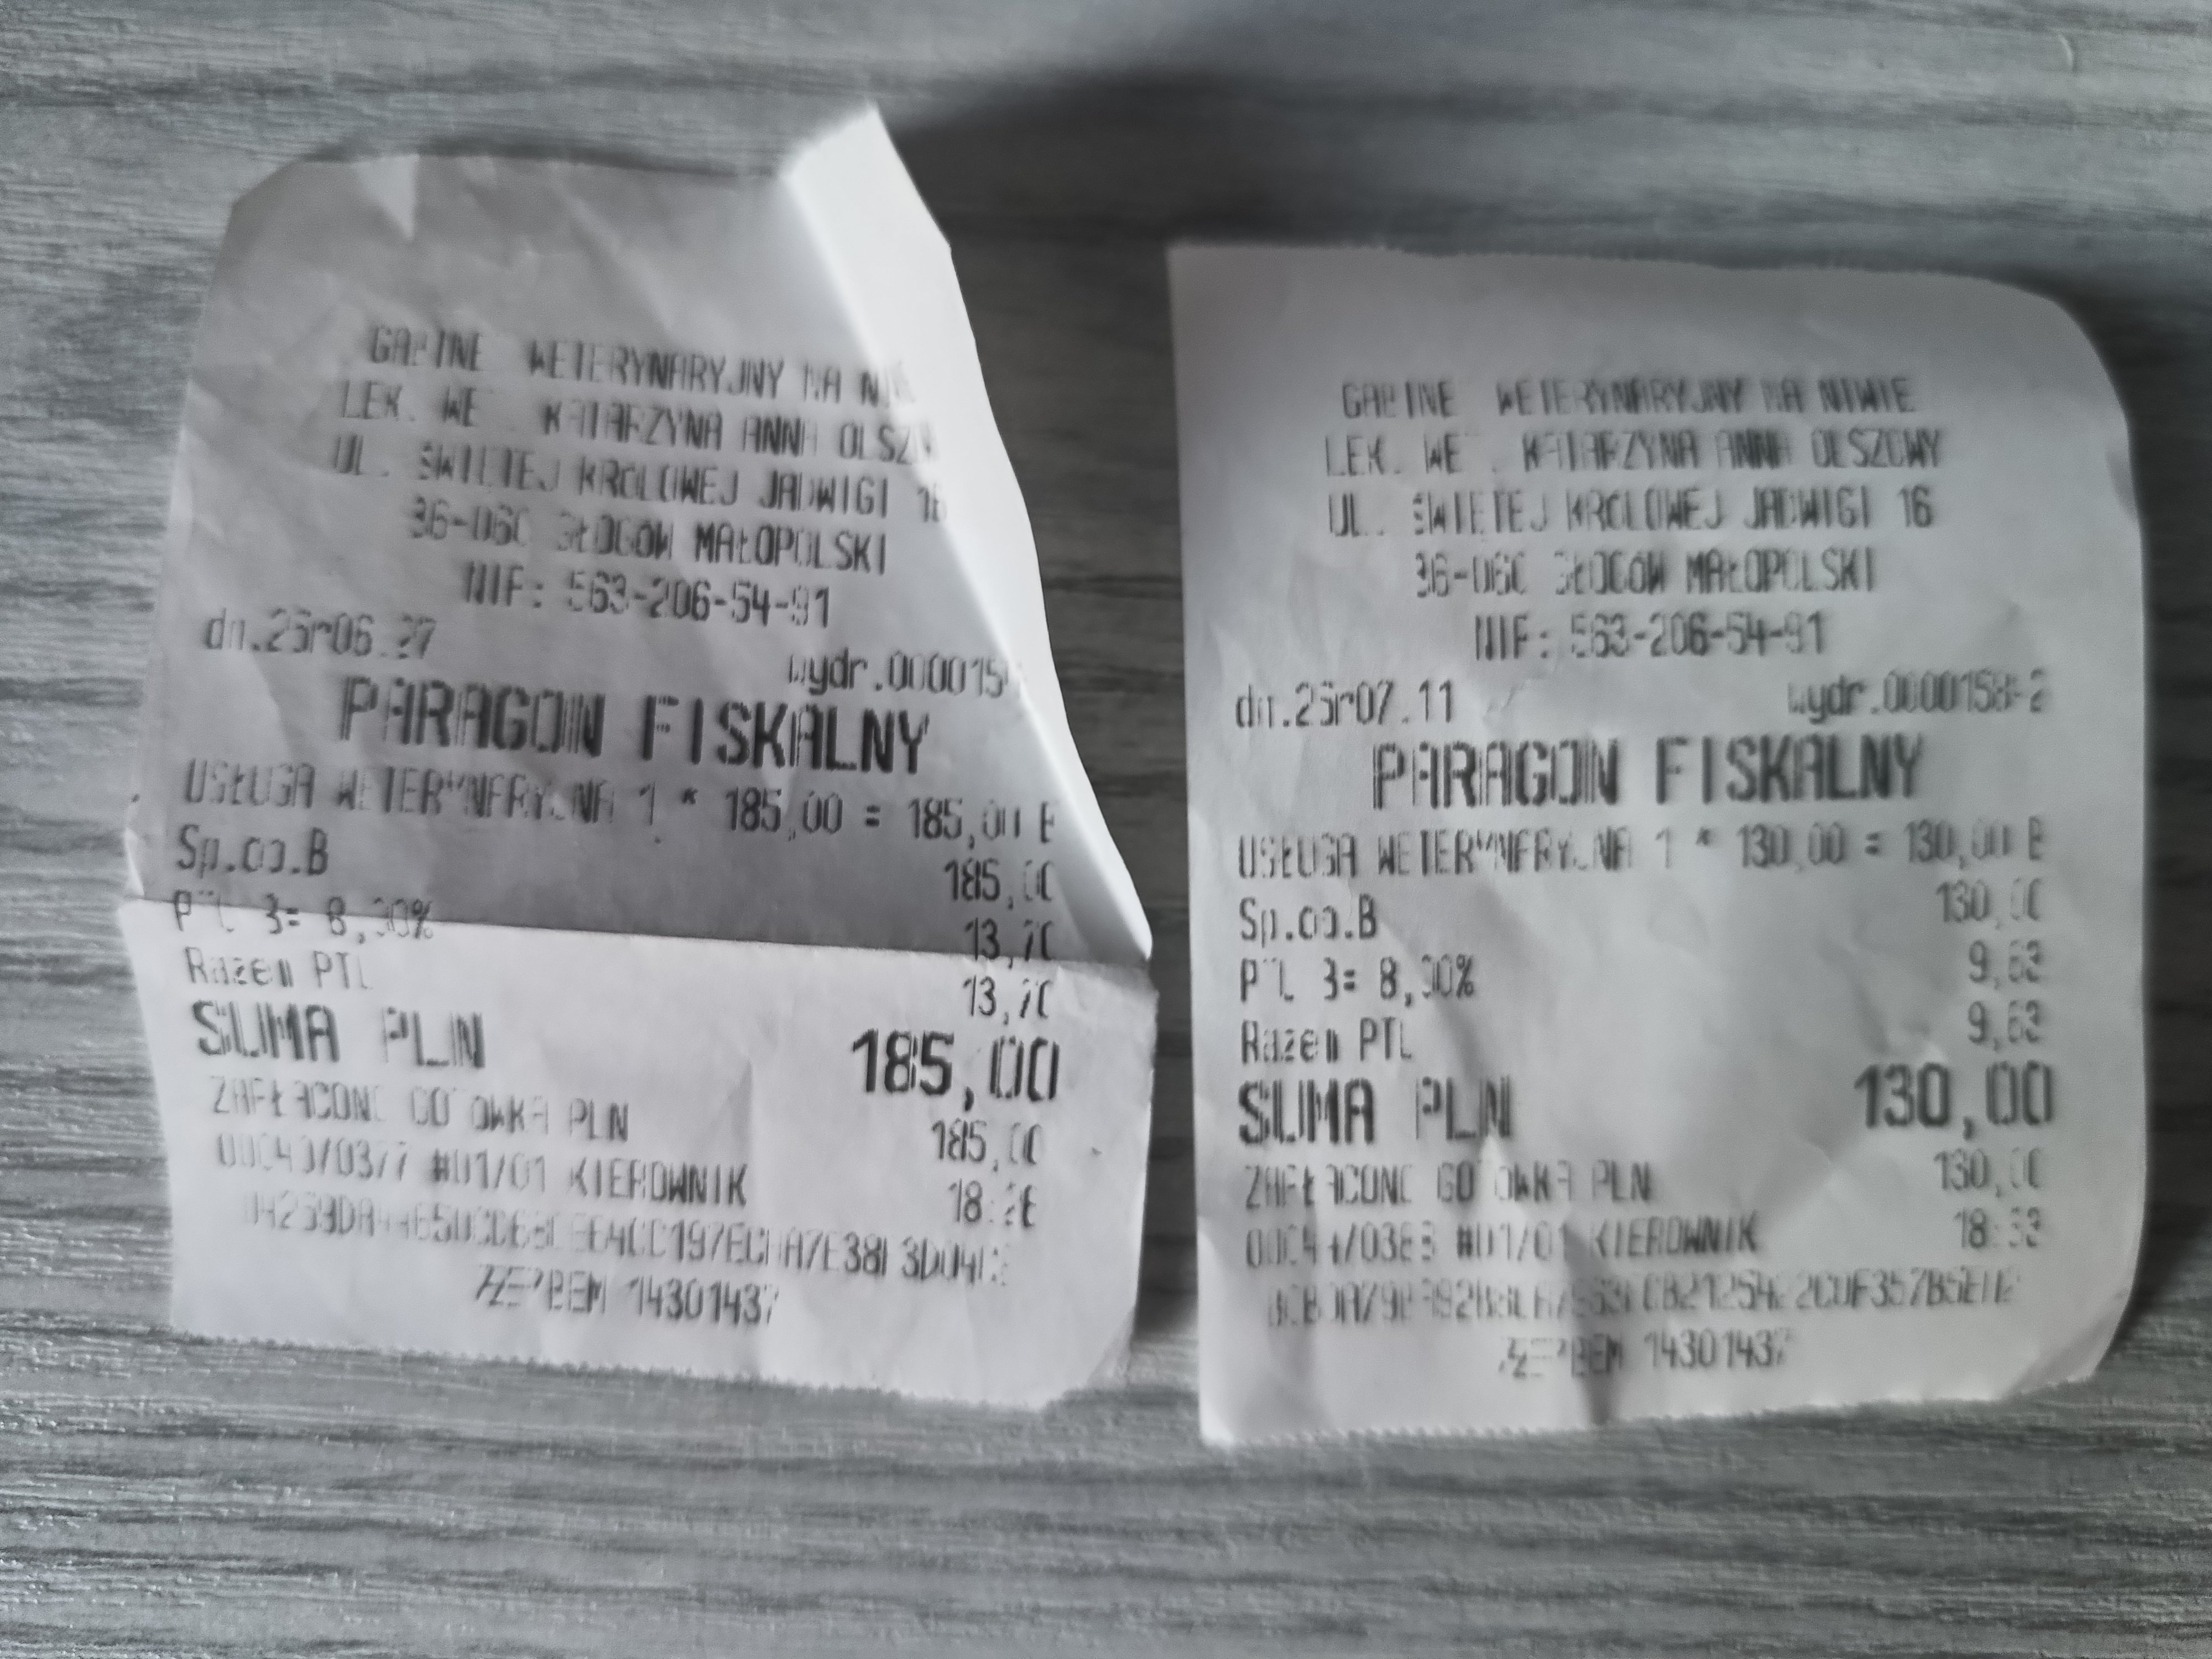 GABINET WETERYNARYJNY NA
LEK. WET. KATARZYNA ANNA
UL. ŚWIĘTEJ KRÓLOWEJ JADWIGI 16
36-060 GŁOGÓW MAŁOPOLSKI
NIP: 563-206-54-91
dn.25r06.27
PARAGON FISKALNY
USŁUGA WETERYNARYJNA 1 * 185,00 = 185,00 B
Sp.op.B 185,00
PTU B= 8,00% 13,70
Razem PTU 13,70
SUMA PLN 185,00
ZAPŁACONO GOTÓWKA PLN 185,00
#01/01 KIEROWNIK
14301437
GABINET WETERYNARYJNY NA NIWIE
LEK. WET. KATARZYNA ANNA OLSZOWY
UL. ŚWIĘTEJ KRÓLOWEJ JADWIGI 16
36-060 GŁOGÓW MAŁOPOLSKI
NIP: 563-206-54-91
dn.25r07.11
PARAGON FISKALNY
USŁUGA WETERYNARYJNA 1 * 130,00 = 130,00 B
Sp.op.B 130,00
PTU B= 8,00% 9,63
Razem PTU 9,63
SUMA PLN 130,00
ZAPŁACONO GOTÓWKA PLN 130,00
#01/01 KIEROWNIK
14301437